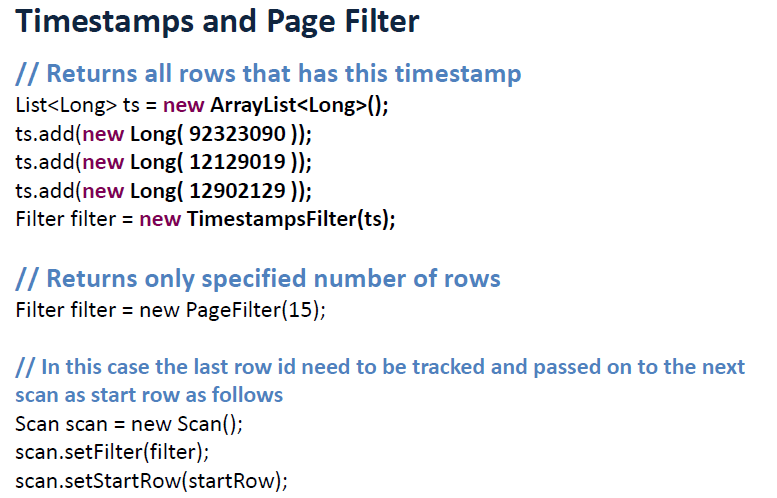 Timestamps and Page Filter
// Returns all rows that has this timestamp
List<Long> ts = new ArrayList<Long>();
ts.add(new Long( 92323090 ));
ts.add(new Long( 12129019 ));
ts.add(new Long( 12902129 ));
Filter filter = new TimestampsFilter(ts);
// Returns only specified number of rows
Filter filter = new PageFilter(15);
// In this case the last row id need to be tracked and passed on to the next
scan as start row as follows
Scan scan = new Scan();
scan.setFilter(filter);
scan.setStartRow(startRow);